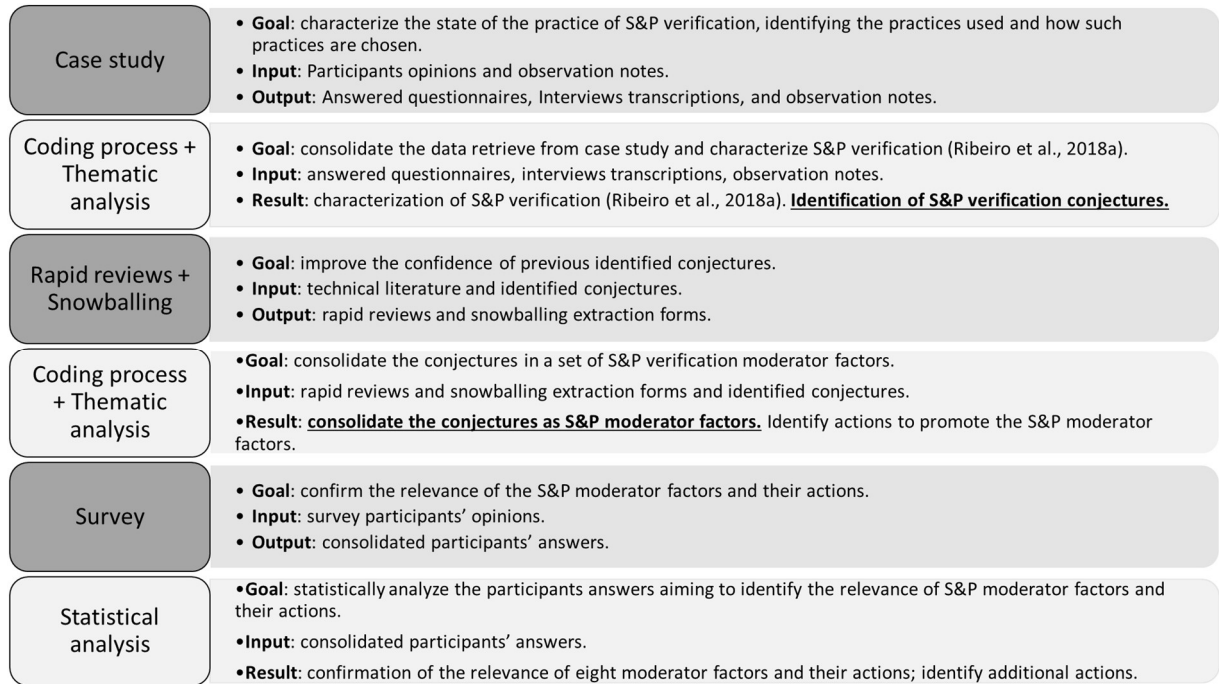 Case study
• Goal: characterize the state of the practice of S&P verification, identifying the practices used and how such
practices are chosen.
• Input: Participants opinions and observation notes.
• Output: Answered questionnaires, Interviews transcriptions, and observation notes.
Coding process +
Thematic
analysis
• Goal: consolidate the data retrieve from case study and characterize S&P verification (Ribeiro et al., 2018a).
• Input: answered questionnaires, interviews transcriptions, observation notes.
• Result: characterization of S&P verification (Ribeiro et al., 2018a). Identification of S&P verification conjectures.
Rapid reviews +
Snowballing
• Goal: improve the confidence of previous identified conjectures.
• Input: technical literature and identified conjectures.
• Output: rapid reviews and snowballing extraction forms.
Coding process
+ Thematic
analysis
•Goal: consolidate the conjectures in a set of S&P verification moderator factors.
•Input: rapid reviews and snowballing extraction forms and identified conjectures.
•Result: consolidate the conjectures as S&P moderator factors. Identify actions to promote the S&P moderator
factors.
Survey
• Goal: confirm the relevance of the S&P moderator factors and their actions.
• Input: survey participants' opinions.
• Output: consolidated participants' answers.
Statistical
analysis
•Goal: statistically analyze the participants answers aiming to identify the relevance of S&P moderator factors and
their actions.
•Input: consolidated participants' answers.
•Result: confirmation of the relevance of eight moderator factors and their actions; identify additional actions.